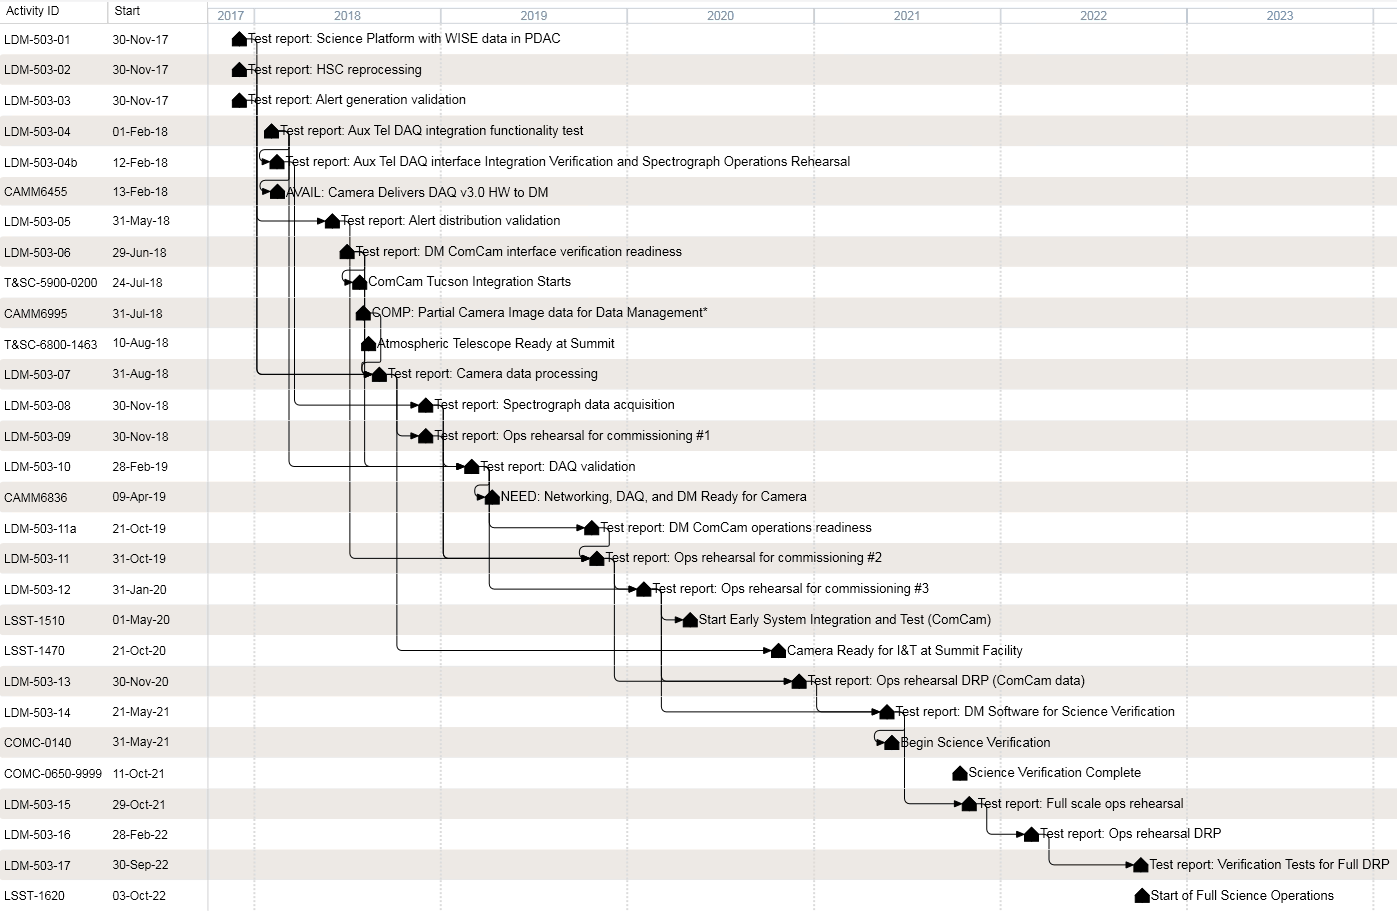 Activity ID Start 2017 2018 2019 2020 2021 2022 2023
LDM-503-01 30-Nov-17 Test report: Science Platform with WISE data in PDAC
LDM-503-02 30-Nov-17 Test report: HSC reprocessing
LDM-503-03 30-Nov-17 Test report: Alert generation validation
LDM-503-04 01-Feb-18 Test report: Aux Tel DAQ integration functionality test
LDM-503-04b 12-Feb-18 Test report: Aux Tel DAQ interface Integration Verification and Spectrograph Operations Rehearsal
CAMM6455 13-Feb-18 AVAIL: Camera Delivers DAQ v3.0 HW to DM
LDM-503-05 31-May-18 Test report: Alert distribution validation
LDM-503-06 29-Jun-18 Test report: DM ComCam interface verification readiness
T&SC-5900-0200 24-Jul-18 ComCam Tucson Integration Starts
CAMM6995 31-Jul-18 COMP: Partial Camera Image data for Data Management*
T&SC-6800-1463 10-Aug-18 Atmospheric Telescope Ready at Summit
LDM-503-07 31-Aug-18 Test report: Camera data processing
LDM-503-08 30-Nov-18 Test report: Spectrograph data acquisition
LDM-503-09 30-Nov-18 Test report: Ops rehearsal for commissioning #1
LDM-503-10 28-Feb-19 Test report: DAQ validation
CAMM6836 09-Apr-19 NEED: Networking, DAQ, and DM Ready for Camera
LDM-503-11a 21-Oct-19 Test report: DM ComCam operations readiness
LDM-503-11 31-Oct-19 Test report: Ops rehearsal for commissioning #2
LDM-503-12 31-Jan-20 Test report: Ops rehearsal for commissioning #3
LSST-1510 01-May-20 Start Early System Integration and Test (ComCam)
LSST-1470 21-Oct-20 Camera Ready for I&T at Summit Facility
LDM-503-13 30-Nov-20 Test report: Ops rehearsal DRP (ComCam data)
LDM-503-14 21-May-21 Test report: DM Software for Science Verification
COMC-0140 31-May-21 Begin Science Verification
COMC-0650-9999 11-Oct-21 Science Verification Complete
LDM-503-15 29-Oct-21 Test report: Full scale ops rehearsal
LDM-503-16 28-Feb-22 Test report: Ops rehearsal DRP
LDM-503-17 30-Sep-22 Test report: Verification Tests for Full DRP
LSST-1620 03-Oct-22 Start of Full Science Operations